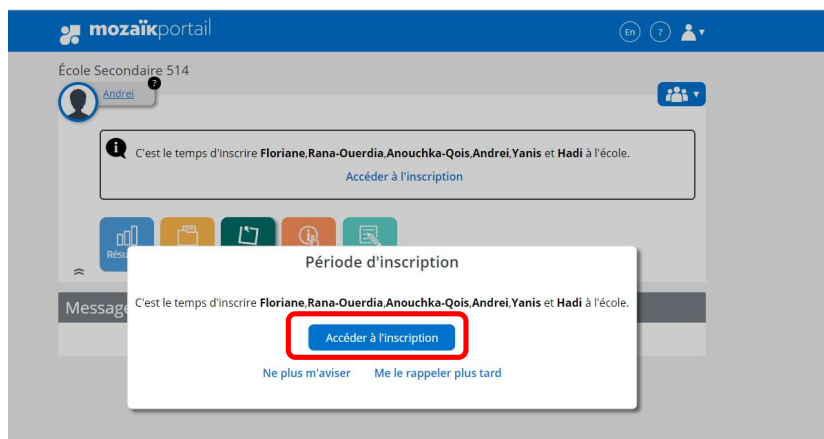 mozaïkportail
En ?
École Secondaire 514
Andrei ?
C'est le temps d'inscrire Floriane,Rana-Ouerdia,Anouchka-Qois,Andrei,Yanis et Hadi à l'école.
Accéder à l'inscription
Résu
Période d'inscription
C'est le temps d'inscrire Floriane,Rana-Ouerdia,Anouchka-Qois,Andrei,Yanis et Hadi à l'école.
Message
Accéder à l'inscription
Ne plus m'aviser Me le rappeler plus tard